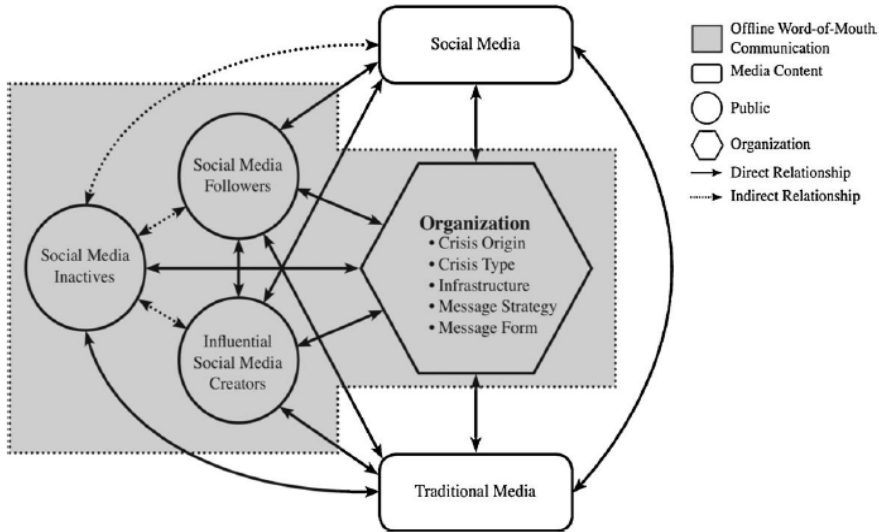 Social Media
Offline Word-of-Mouth
Communication
Media Content
Public
Organization
Direct Relationship
Indirect Relationship
Social Media
Followers
Social Media
Inactives
Influential
Social Media
Creators
Organization
• Crisis Origin
• Crisis Type
• Infrastructure
• Message Strategy
• Message Form
Traditional Media